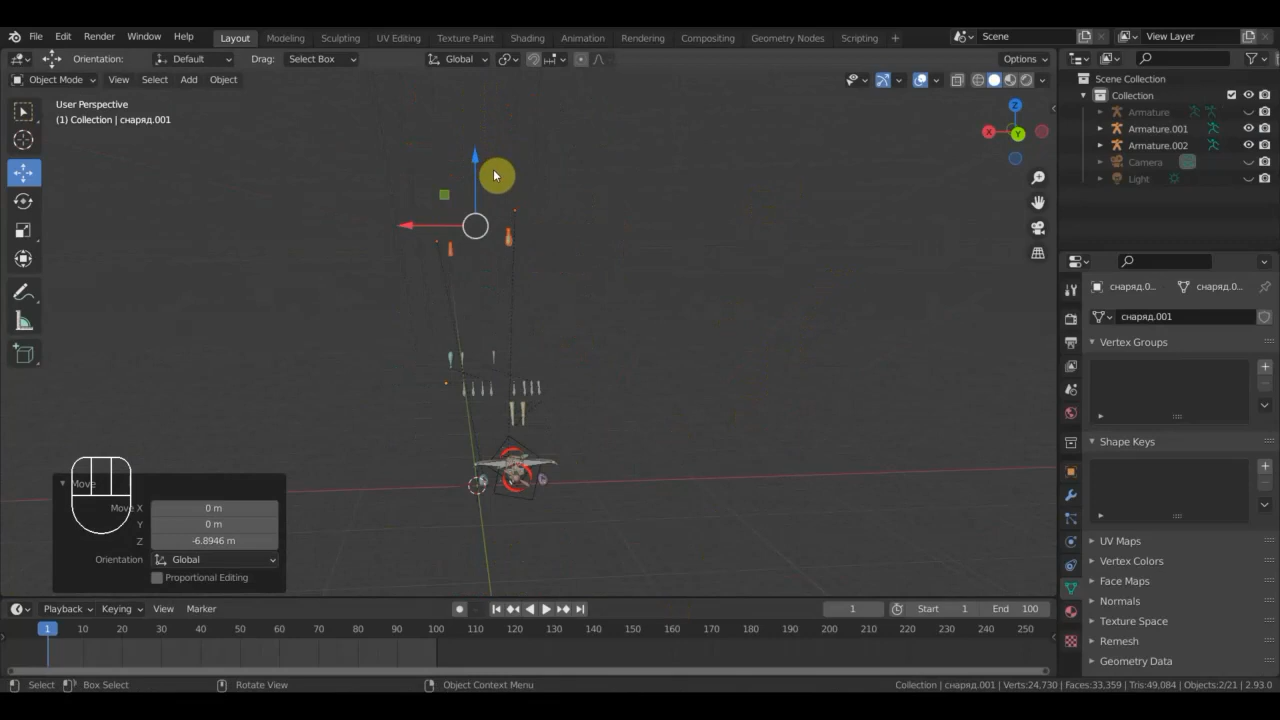 File Edit Render Window Help Layout Modeling Sculpting UV Editing Texture Paint Shading Animation Rendering Compositing Geometry Nodes Scripting + Scene View Layer
Orientation: Default Drag: Select Box Global Options
Object Mode View Select Add Object
User Perspective
(1) Collection | снаряд.001
Z
X
Y
Scene Collection
Collection
Armature
Armature.001
Armature.002
Camera
Light
снаряд.0... снаряд.0...
снаряд.001
Vertex Groups
Shape Keys
UV Maps
Vertex Colors
Face Maps
Normals
Texture Space
Remesh
Geometry Data
Move
Move X 0 m
Y 0 m
Z -6.8946 m
Orientation Global
Proportional Editing
Playback Keying View Marker 1 Start 1 End 100
1 10 20 30 40 50 60 70 80 90 100 110 120 130 140 150 160 170 180 190 200 210 220 230 240 250
Select Box Select Rotate View Object Context Menu Collection | снаряд.001 | Verts:24,730 | Faces:33,359 | Tris:49,084 | Objects:2/21 | 2.93.0